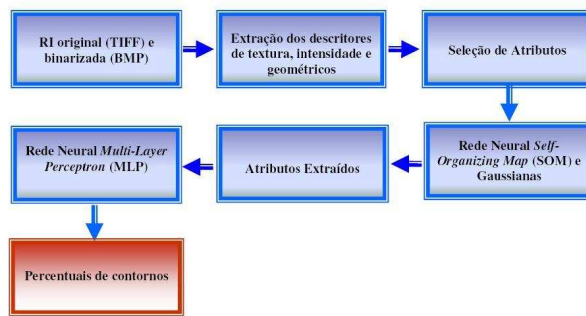 RI original (TIFF) e
binarizada (BMP)
Extração dos descritores
de textura, intensidade e
geométricos
Seleção de Atributos
Rede Neural Self-
Organizing Map (SOM) e
Gaussianas
Atributos Extraídos
Rede Neural Multi-Layer
Perceptron (MLP)
Percentuais de contornos